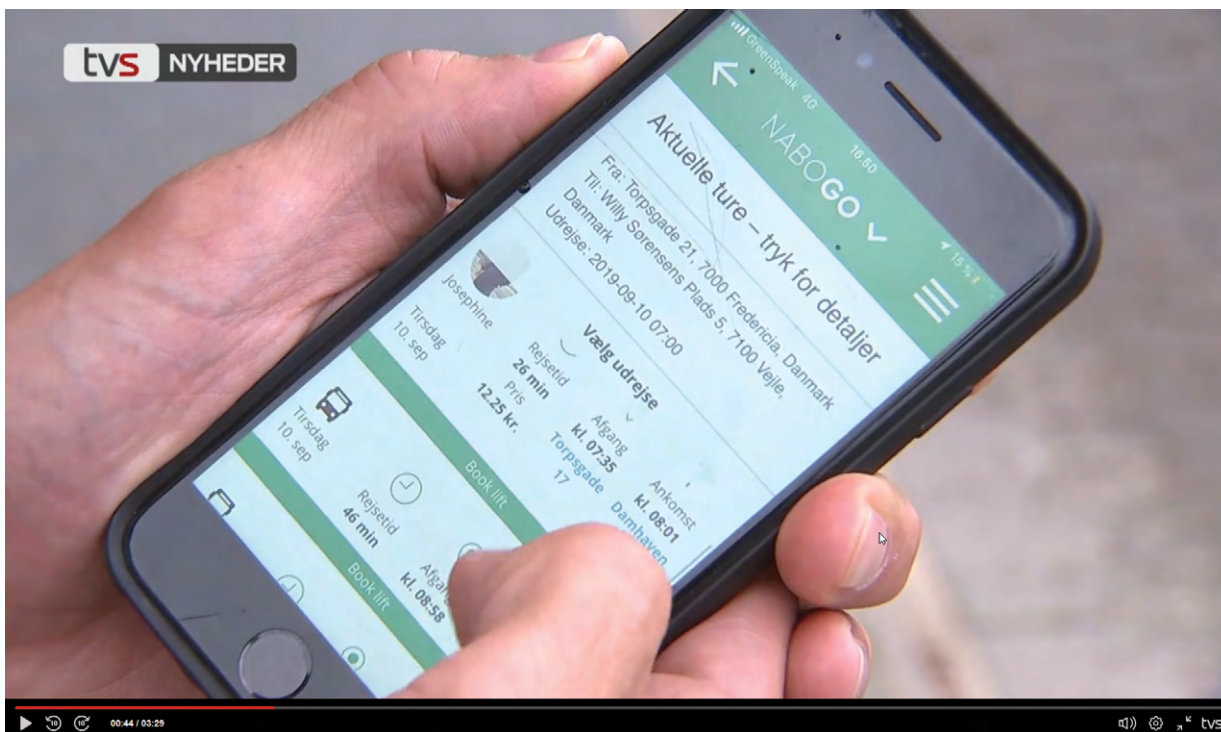 tvs NYHEDER
GreenSpeak 4G
16.50
15 %
NABOGO
Aktuelle ture – tryk for detaljer
Fra: Torpsgade 21, 7000 Fredericia, Danmark
Til: Willy Sørensens Plads 5, 7100 Vejle,
Danmark
Udrejse: 2019-09-10 07:00
Vælg udrejse
Josephine
Tirsdag
10. sep
Rejsetid
26 min
Pris
12.25 kr.
Afgang
kl. 07:35
Torpsgade
17
Ankomst
kl. 08:01
Damhaven
Book lift
Tirsdag
10. sep
Rejsetid
46 min
kl. 08:58
Book lift
10
10
00:44 / 03:29
tvs